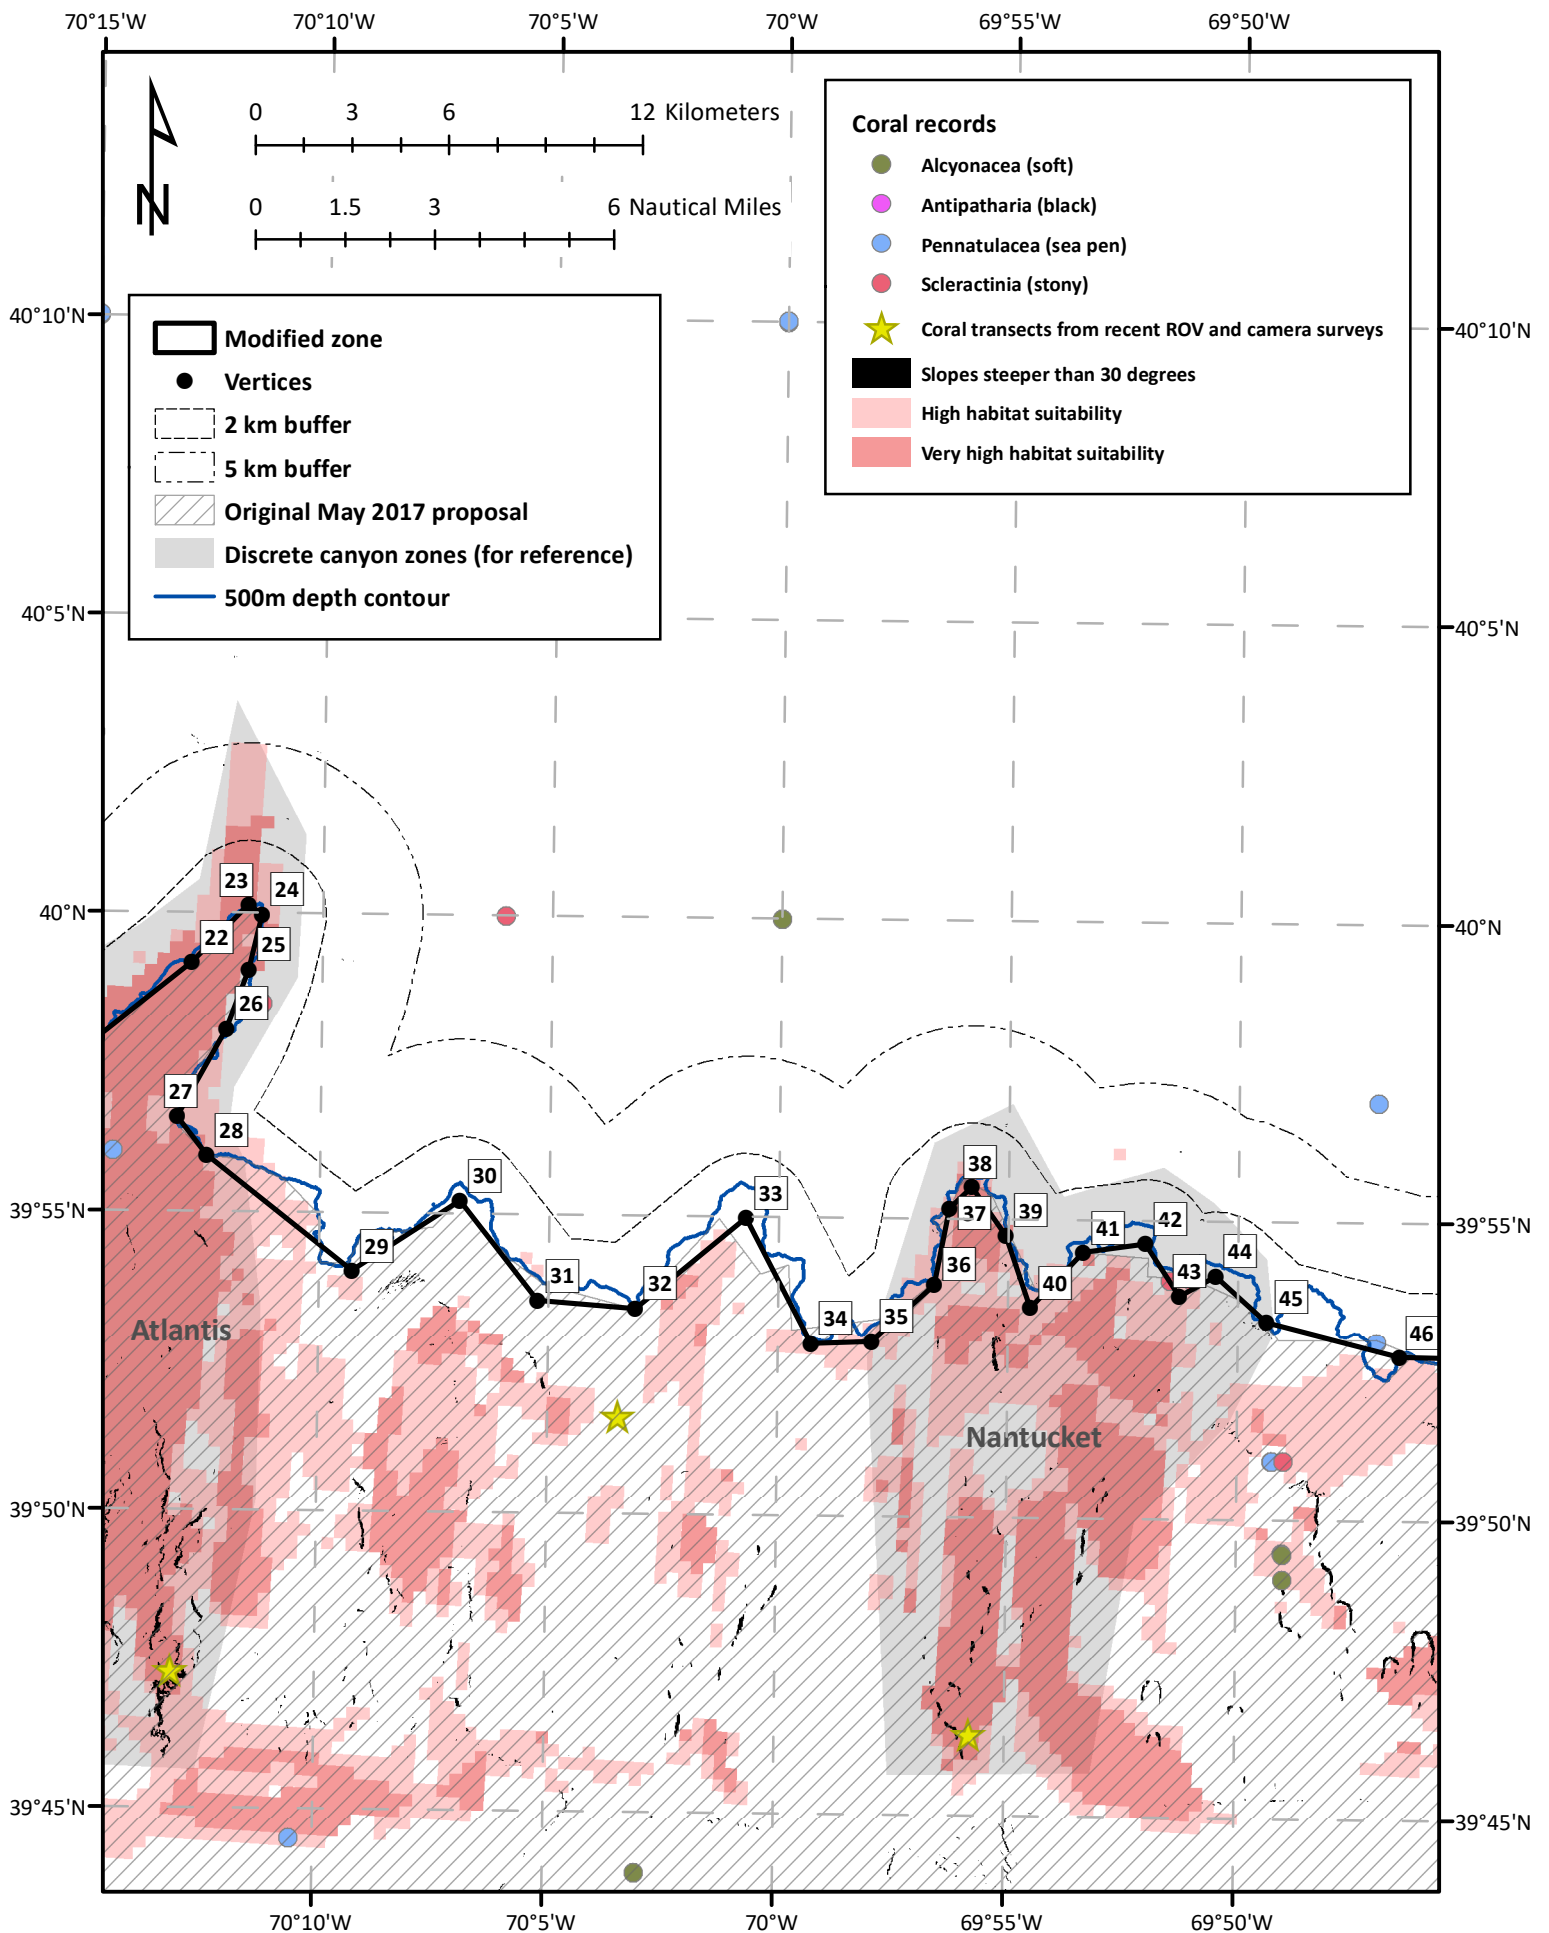 70°15'W 70°10'W 70°5'W 70°W 69°55'W 69°50'W
0 3 6 12 Kilometers
0 1.5 3 6 Nautical Miles
N
Coral records
Alcyonacea (soft)
Antipatharia (black)
Pennatulacea (sea pen)
Scleractinia (stony)
Coral transects from recent ROV and camera surveys
Slopes steeper than 30 degrees
High habitat suitability
Very high habitat suitability
Modified zone
Vertices
2 km buffer
5 km buffer
Original May 2017 proposal
Discrete canyon zones (for reference)
500m depth contour
40°10'N 40°10'N
40°5'N 40°5'N
40°N 40°N
23
24
22
25
26
27
28
30
38
33
39°55'N 39°55'N
37
39
42
41
29
44
36
31
32
43
40
45
34
35
46
Atlantis
Nantucket
39°50'N 39°50'N
39°45'N 39°45'N
70°10'W 70°5'W 70°W 69°55'W 69°50'W